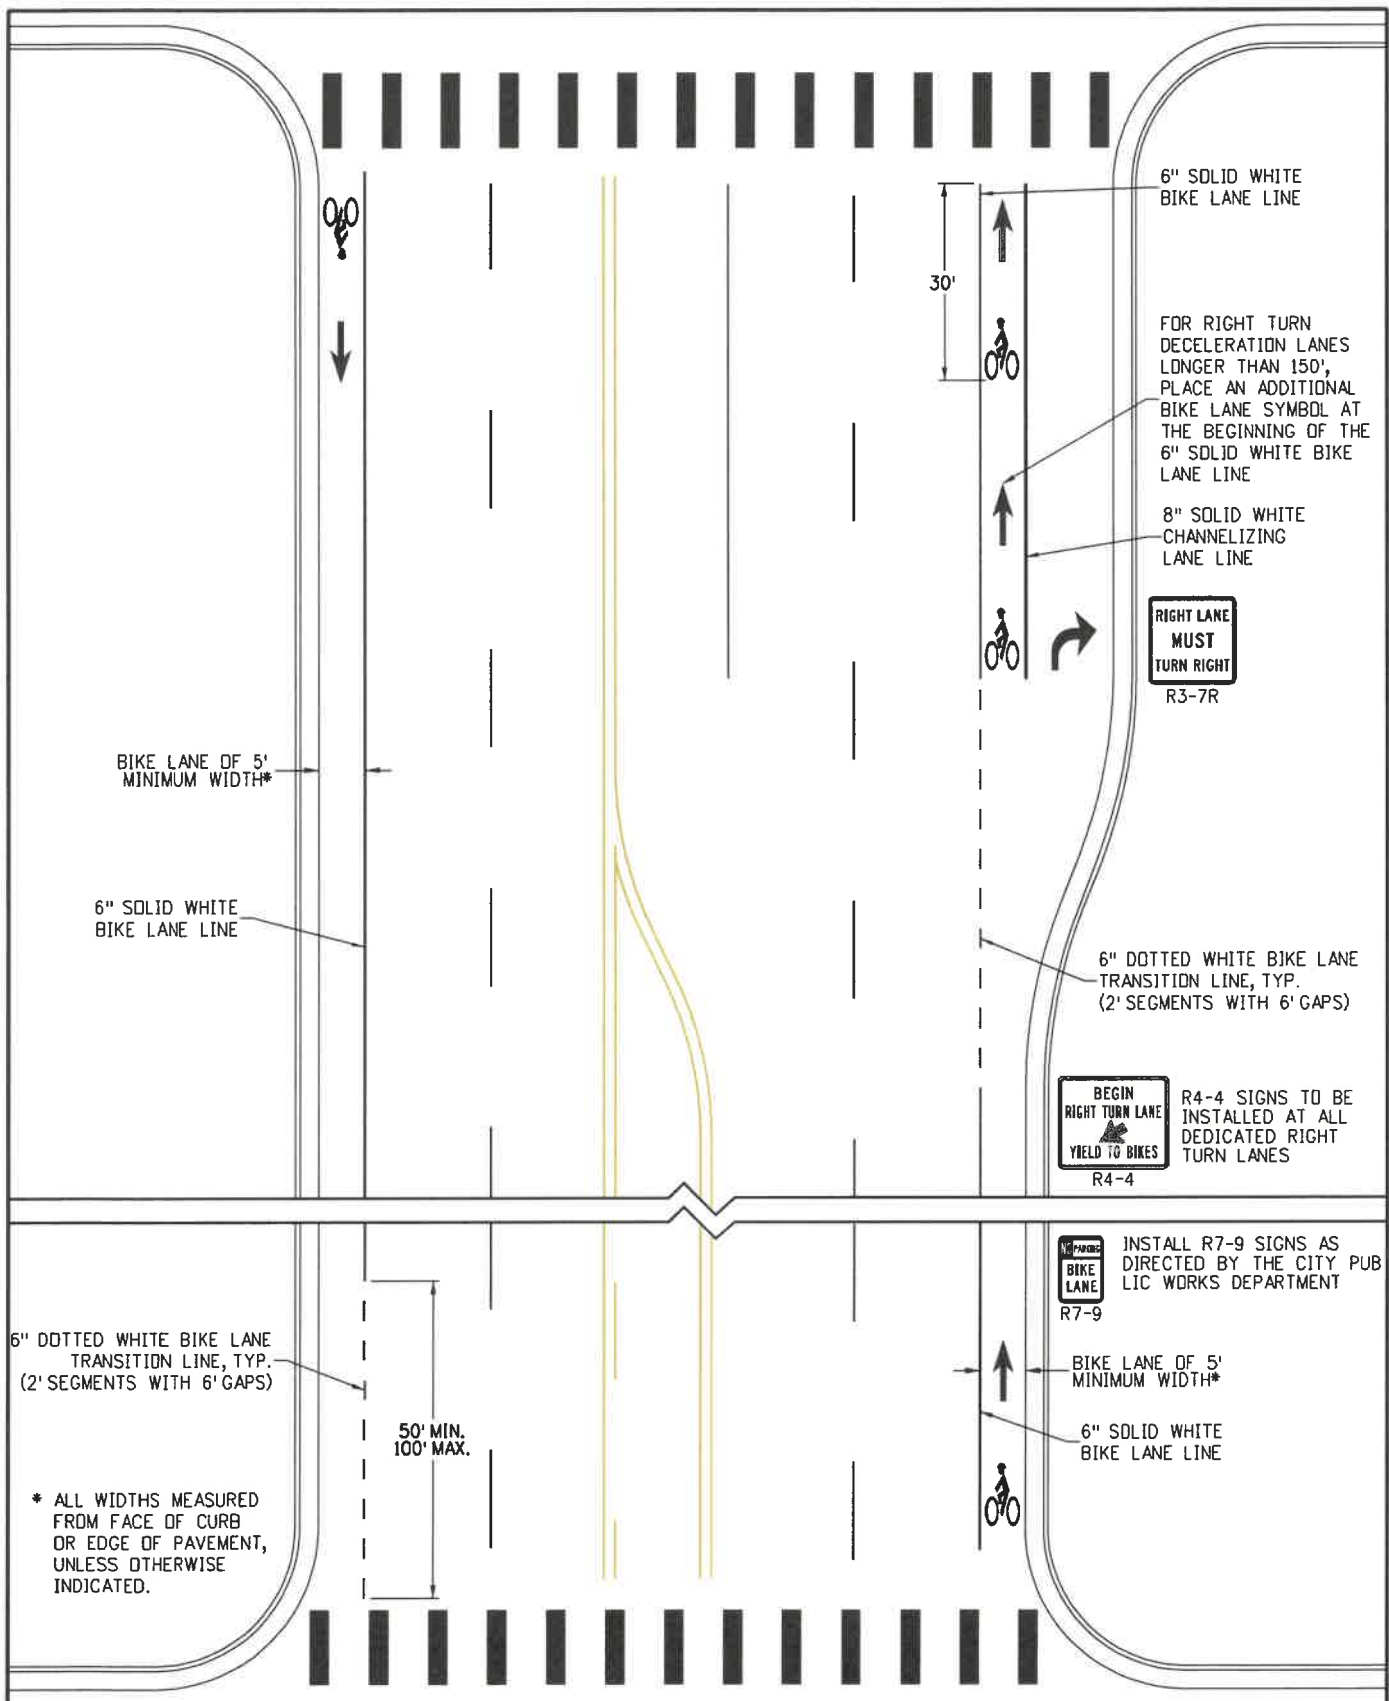 6" SOLID WHITE
BIKE LANE LINE
30'
FOR RIGHT TURN
DECELERATION LANES
LONGER THAN 150',
PLACE AN ADDITIONAL
BIKE LANE SYMBOL AT
THE BEGINNING OF THE
6" SOLID WHITE BIKE
LANE LINE
8" SOLID WHITE
CHANNELIZING
LANE LINE
RIGHT LANE
MUST
TURN RIGHT
R3-7R
BIKE LANE OF 5'
MINIMUM WIDTH*
6" SOLID WHITE
BIKE LANE LINE
6" DOTTED WHITE BIKE LANE
TRANSITION LINE, TYP.
(2' SEGMENTS WITH 6' GAPS)
BEGIN
RIGHT TURN LANE
YIELD TO BIKES
R4-4
R4-4 SIGNS TO BE
INSTALLED AT ALL
DEDICATED RIGHT
TURN LANES
NO PARKING
BIKE
LANE
R7-9
INSTALL R7-9 SIGNS AS
DIRECTED BY THE CITY PUB
LIC WORKS DEPARTMENT
6" DOTTED WHITE BIKE LANE
TRANSITION LINE, TYP.
(2' SEGMENTS WITH 6' GAPS)
BIKE LANE OF 5'
MINIMUM WIDTH*
50' MIN.
100' MAX.
6" SOLID WHITE
BIKE LANE LINE
* ALL WIDTHS MEASURED
FROM FACE OF CURB
OR EDGE OF PAVEMENT,
UNLESS OTHERWISE
INDICATED.